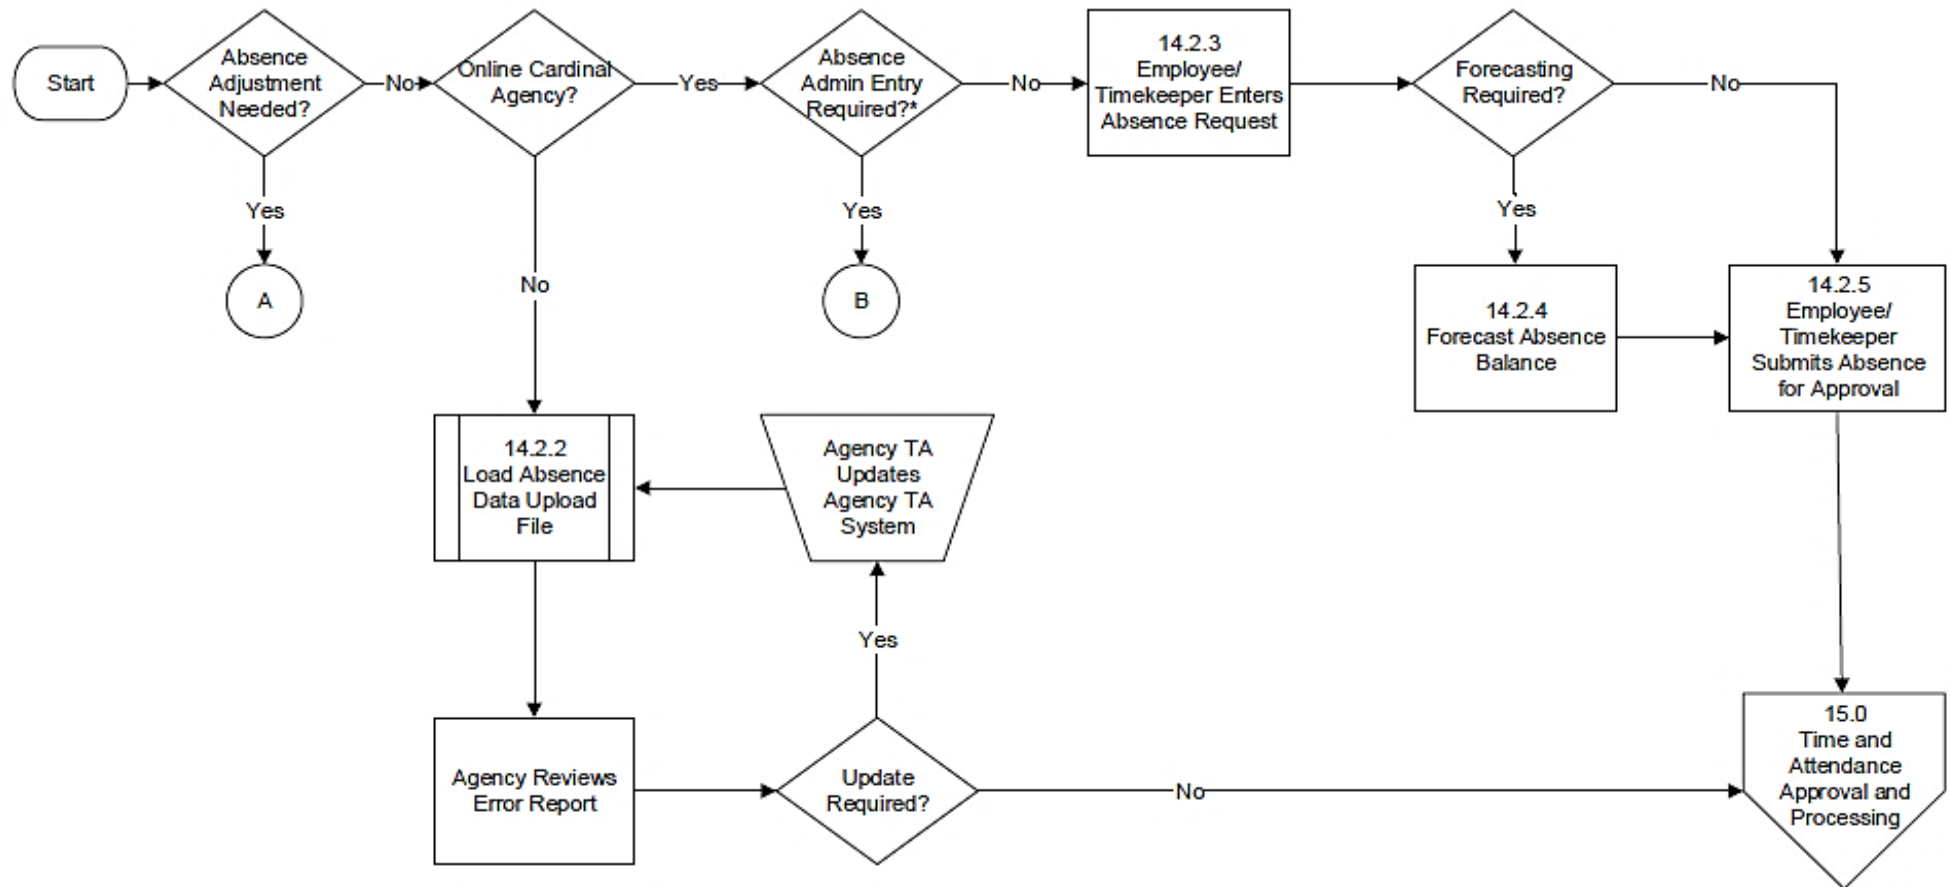 Start
Absence
Adjustment
Needed?
No
Online Cardinal
Agency?
Yes
Absence
Admin Entry
Required?*
No
14.2.3
Employee/
Timekeeper Enters
Absence Request
Forecasting
Required?
No
Yes
Yes
Yes
A
No
B
14.2.4
Forecast Absence
Balance
14.2.5
Employee/
Timekeeper
Submits Absence
for Approval
14.2.2
Load Absence
Data Upload
File
Agency TA
Updates
Agency TA
System
Yes
Agency Reviews
Error Report
Update
Required?
No
15.0
Time and
Attendance
Approval and
Processing